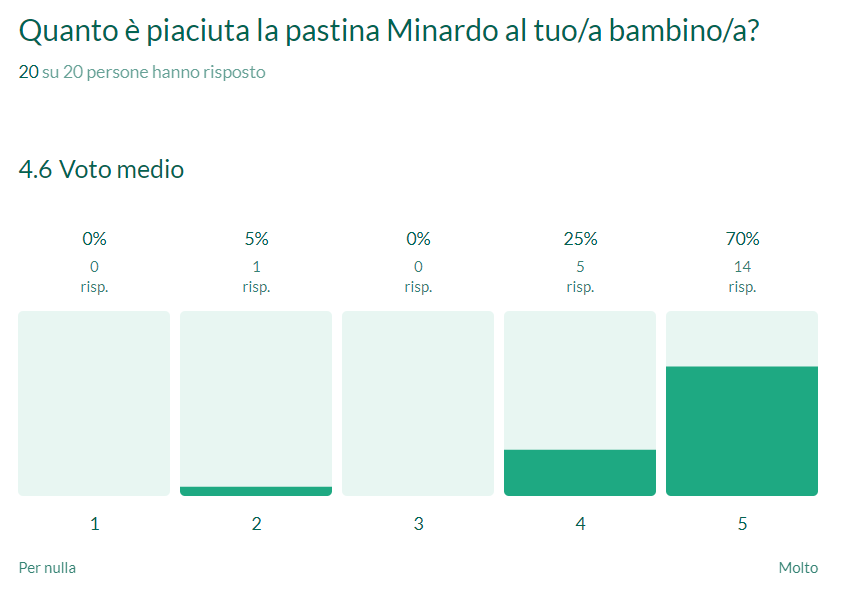 Quanto è piaciuta la pastina Minardo al tuo/a bambino/a?
20 su 20 persone hanno risposto
4.6 Voto medio
0% 5% 0% 25% 70%
0 1 0 5 14
risp. risp. risp. risp. risp.
1 2 3 4 5
Per nulla Molto